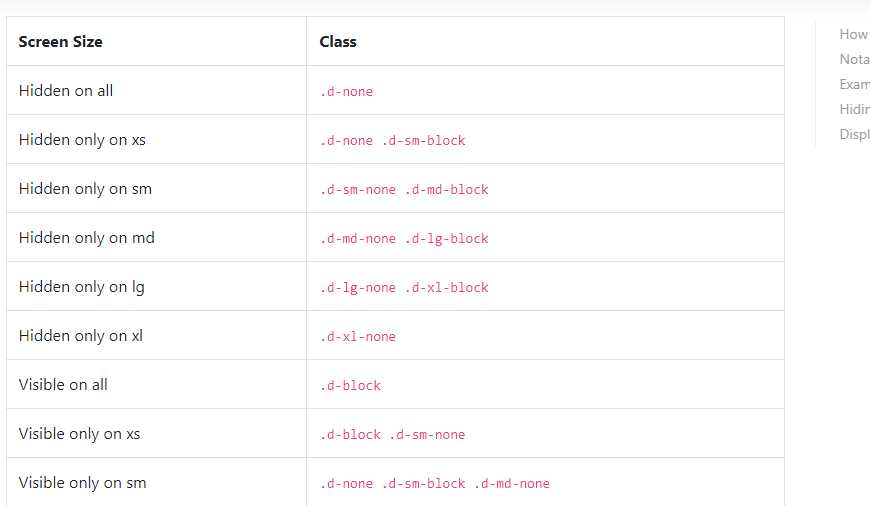 Screen Size Class
Hidden on all .d-none
Hidden only on xs .d-none .d-sm-block
Hidden only on sm .d-sm-none .d-md-block
Hidden only on md .d-md-none .d-lg-block
Hidden only on lg .d-lg-none .d-xl-block
Hidden only on xl .d-xl-none
Visible on all .d-block
Visible only on xs .d-block .d-sm-none
Visible only on sm .d-none .d-sm-block .d-md-none
How
Nota
Exam
Hidin
Displ